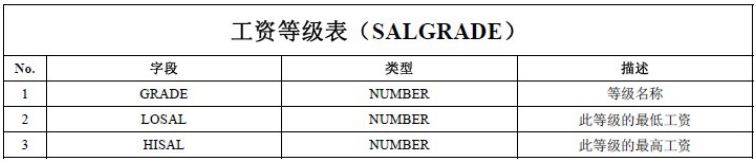 工资等级表（SALGRADE）
No. 字段 类型 描述
1 GRADE NUMBER 等级名称
2 LOSAL NUMBER 此等级的最低工资
3 HISAL NUMBER 此等级的最高工资